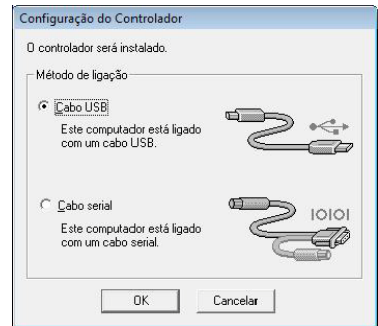 Configuração do Controlador
O controlador será instalado.
Método de ligação
Cabo USB
Este computador está ligado
com um cabo USB.
Cabo serial
Este computador está ligado
com um cabo serial.
IOIOI
OK
Cancelar